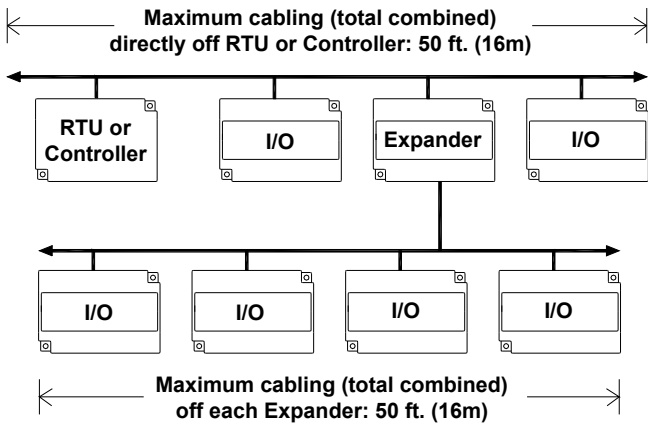 Maximum cabling (total combined)
directly off RTU or Controller: 50 ft. (16m)
RTU or
Controller
I/O
Expander
I/O
I/O
I/O
I/O
I/O
Maximum cabling (total combined)
off each Expander: 50 ft. (16m)